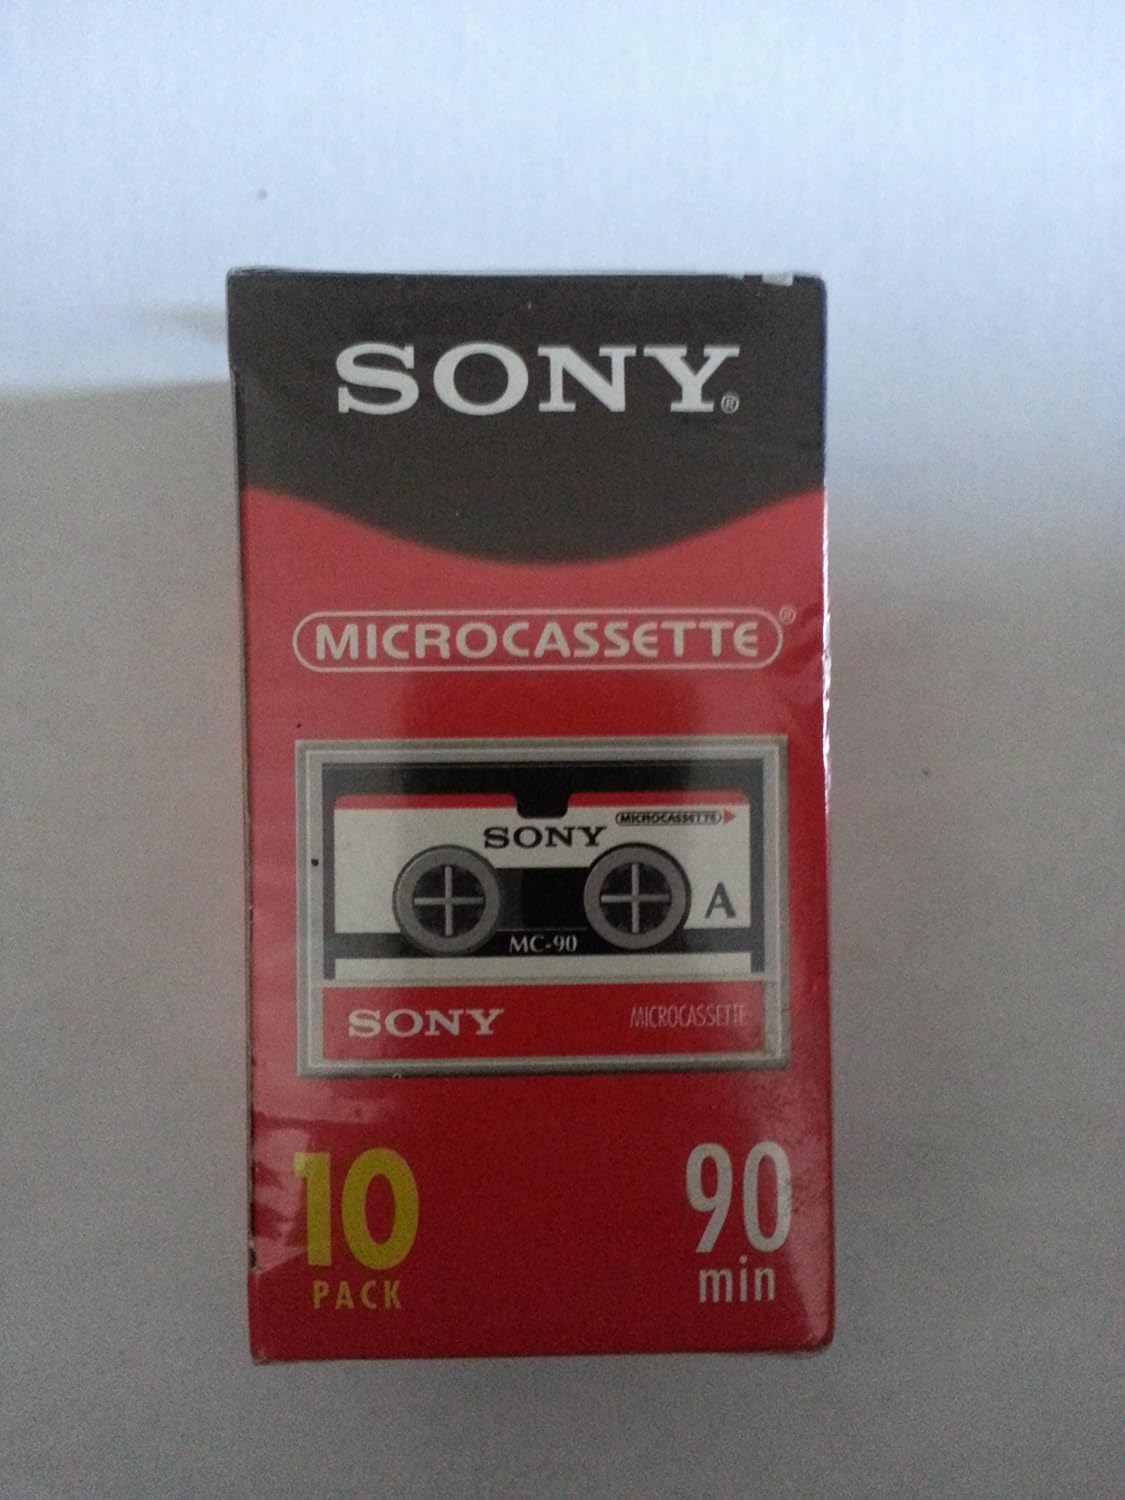 SONY®
MICROCASSETTE®
MICROCASSETTE
SONY
A
MC-90
SONY MICROCASSETTE
10 90
PACK min